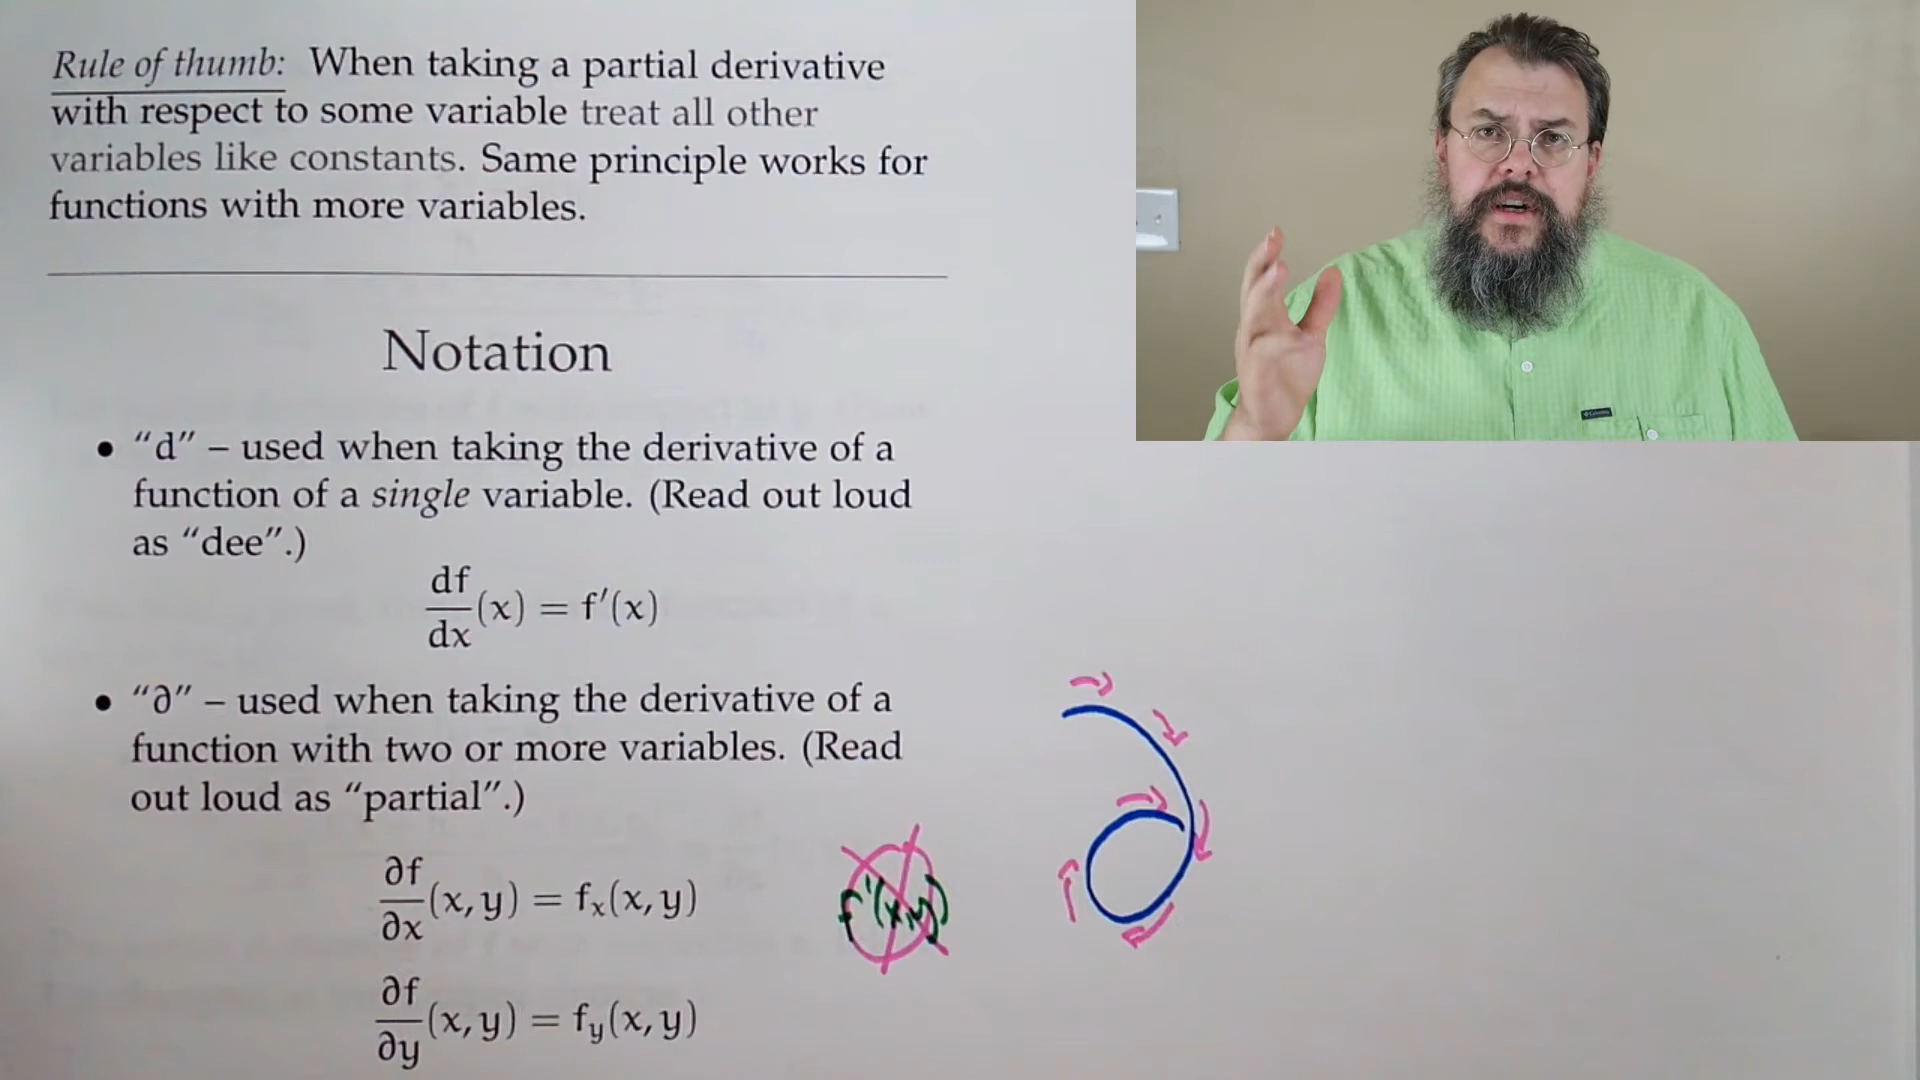 Rule of thumb: When taking a partial derivative
with respect to some variable treat all other
variables like constants. Same principle works for
functions with more variables.
Notation
• “d” – used when taking the derivative of a
function of a single variable. (Read out loud
as “dee”.)
df/dx (x) = f′(x)
• “∂” – used when taking the derivative of a
function with two or more variables. (Read
out loud as “partial”.)
∂f/∂x (x, y) = fₓ(x, y)
f'(x,y)
∂
∂f/∂y (x, y) = f_y(x, y)
Columbia